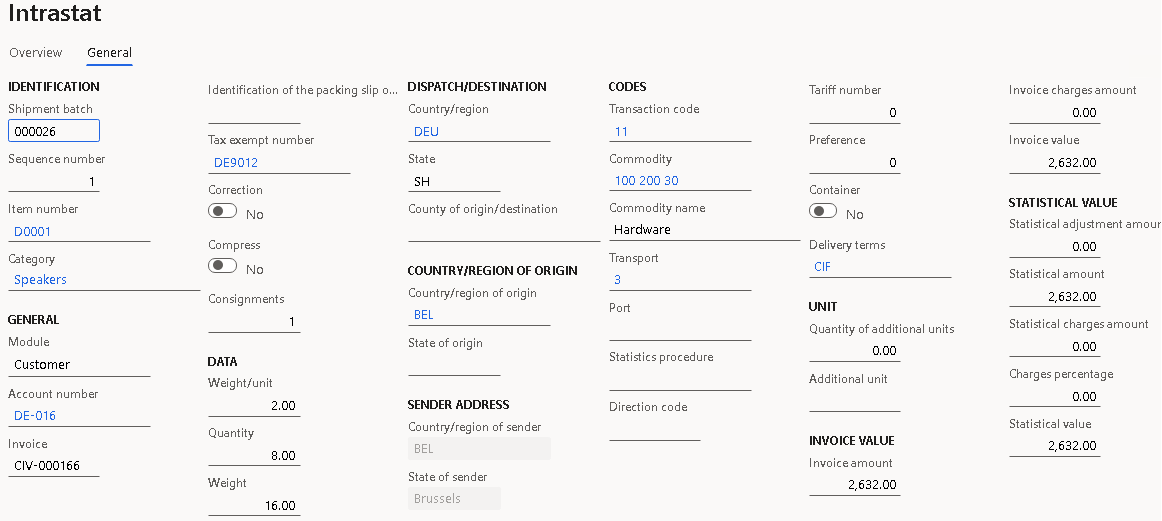 Intrastat
Overview
General
IDENTIFICATION
Shipment batch
000026
Sequence number
1
Item number
D0001
Category
Speakers
GENERAL
Module
Customer
Account number
DE-016
Invoice
CIV-000166
Identification of the packing slip o...
Tax exempt number
DE9012
Correction
No
Compress
No
Consignments
1
DATA
Weight/unit
2.00
Quantity
8.00
Weight
16.00
DISPATCH/DESTINATION
Country/region
DEU
State
SH
County of origin/destination
COUNTRY/REGION OF ORIGIN
Country/region of origin
BEL
State of origin
SENDER ADDRESS
Country/region of sender
BEL
State of sender
Brussels
CODES
Transaction code
11
Commodity
100 200 30
Commodity name
Hardware
Transport
3
Port
Statistics procedure
Direction code
Tariff number
0
Preference
0
Container
No
Delivery terms
CIF
UNIT
Quantity of additional units
0.00
Additional unit
INVOICE VALUE
Invoice amount
2,632.00
Invoice charges amount
0.00
Invoice value
2,632.00
STATISTICAL VALUE
Statistical adjustment amour
0.00
Statistical amount
2,632.00
Statistical charges amount
0.00
Charges percentage
0.00
Statistical value
2,632.00